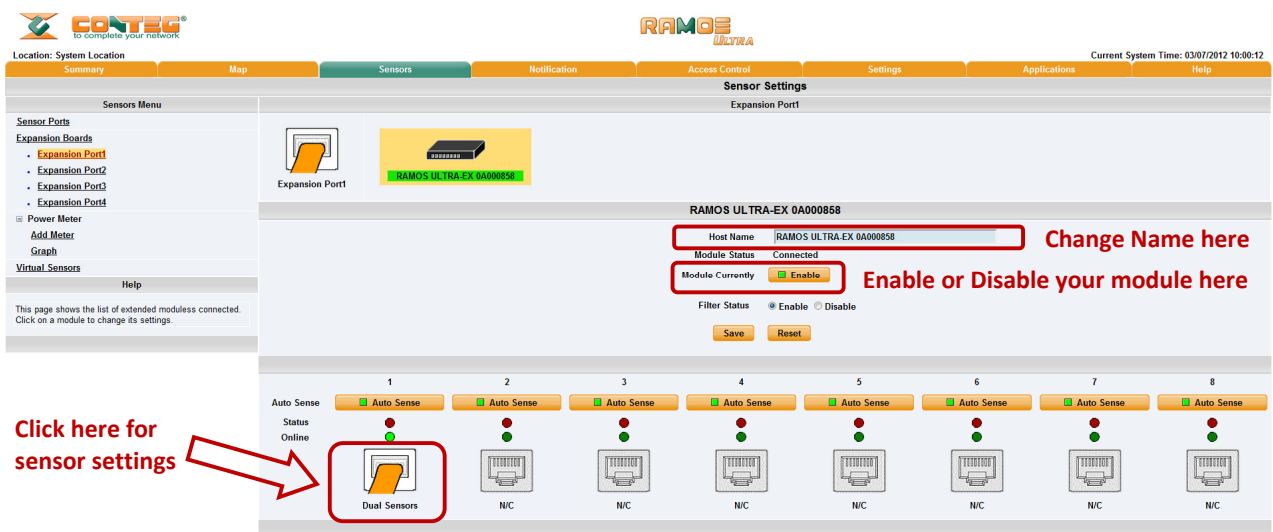 CONTEG®
to complete your network
RAMOS
ULTRA
Location: System Location
Current System Time: 03/07/2012 10:00:12
Summary Map Sensors Notification Access Control Settings Applications Help
Sensor Settings
Sensors Menu
Expansion Port1
Sensor Ports
Expansion Boards
Expansion Port1
Expansion Port2
Expansion Port3
Expansion Port4
Power Meter
Add Meter
Graph
Virtual Sensors
Help
This page shows the list of extended moduless connected.
Click on a module to change its settings.
Expansion Port1
RAMOS ULTRA-EX 0A000858
RAMOS ULTRA-EX 0A000858
Host Name RAMOS ULTRA-EX 0A000858
Change Name here
Module Status Connected
Module Currently Enable
Enable or Disable your module here
Filter Status Enable Disable
Save Reset
1 2 3 4 5 6 7 8
Auto Sense Auto Sense Auto Sense Auto Sense Auto Sense Auto Sense Auto Sense Auto Sense Auto Sense
Status
Online
Click here for
sensor settings
Dual Sensors N/C N/C N/C N/C N/C N/C N/C